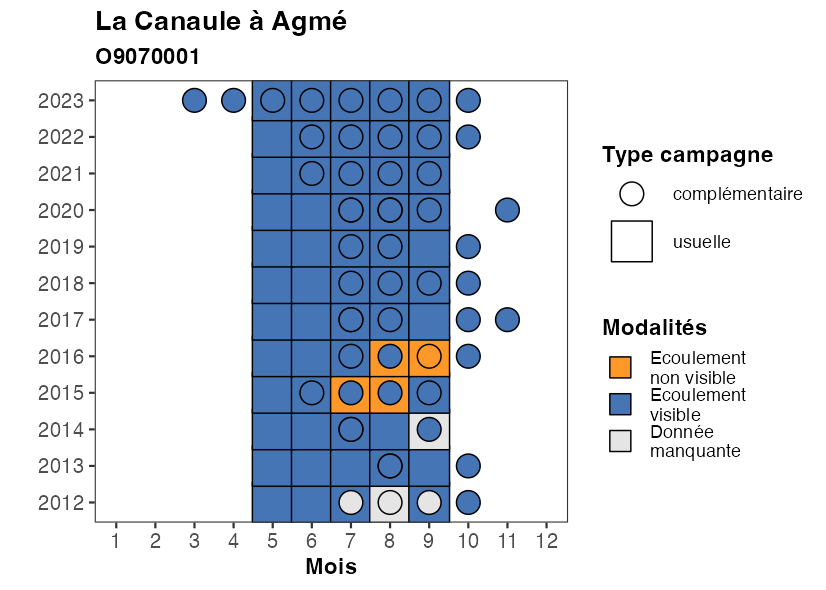 La Canaule à Agmé
O9070001
2023
2022
2021
2020
2019
2018
2017
2016
2015
2014
2013
2012
1 2 3 4 5 6 7 8 9 10 11 12
Mois
Type campagne
complémentaire
usuelle
Modalités
Ecoulement
non visible
Ecoulement
visible
Donnée
manquante